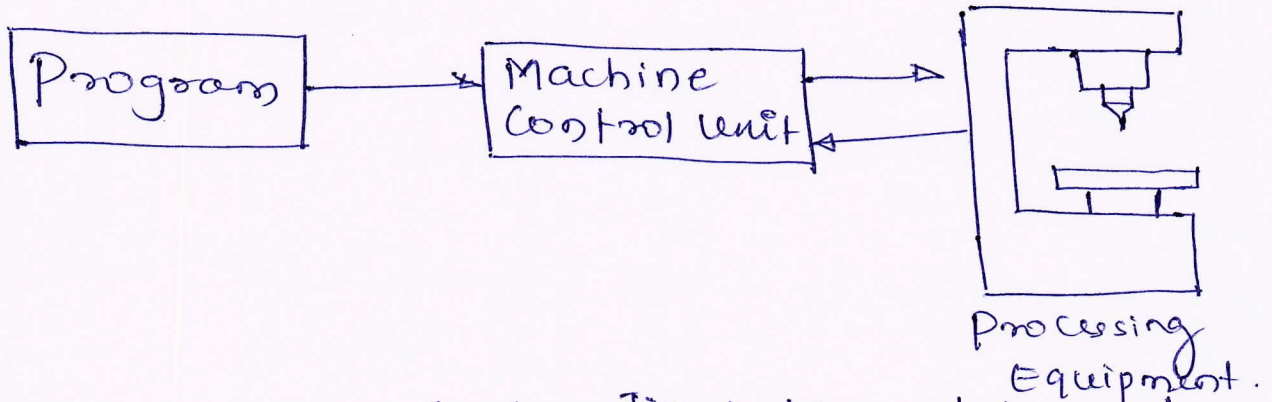 Program
Machine
Control unit
Processing
Equipment.